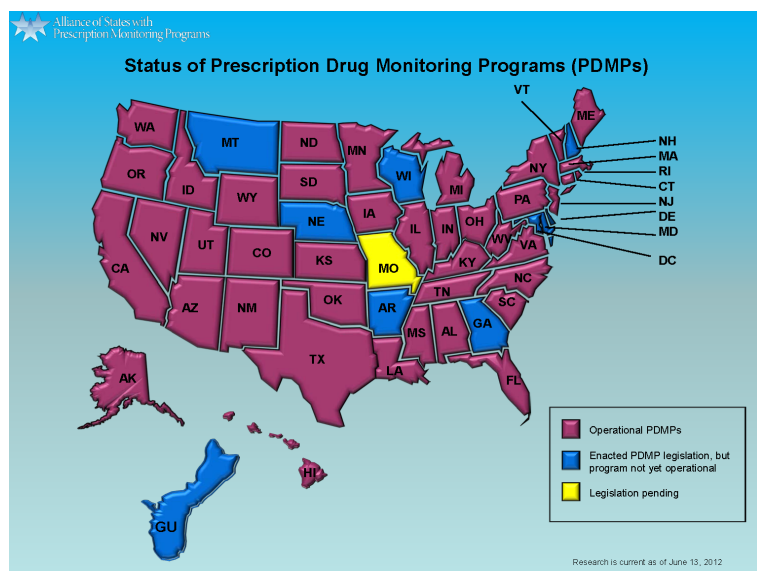 Alliance of States with
Prescription Monitoring Programs
Status of Prescription Drug Monitoring Programs (PDMPs)
VT
ME
WA
MT
ND
MN
NH
MA
OR
ID
SD
WI
NY
RI
WY
MI
CT
PA
NJ
IA
NE
OH
DE
NV
UT
IL
IN
MD
CO
WV
VA
KS
MO
KY
DC
CA
NC
TN
AZ
NM
OK
AR
SC
MS
AL
GA
TX
LA
FL
AK
HI
GU
Operational PDMPs
Enacted PDMP legislation, but
program not yet operational
Legislation pending
Research is current as of June 13, 2012